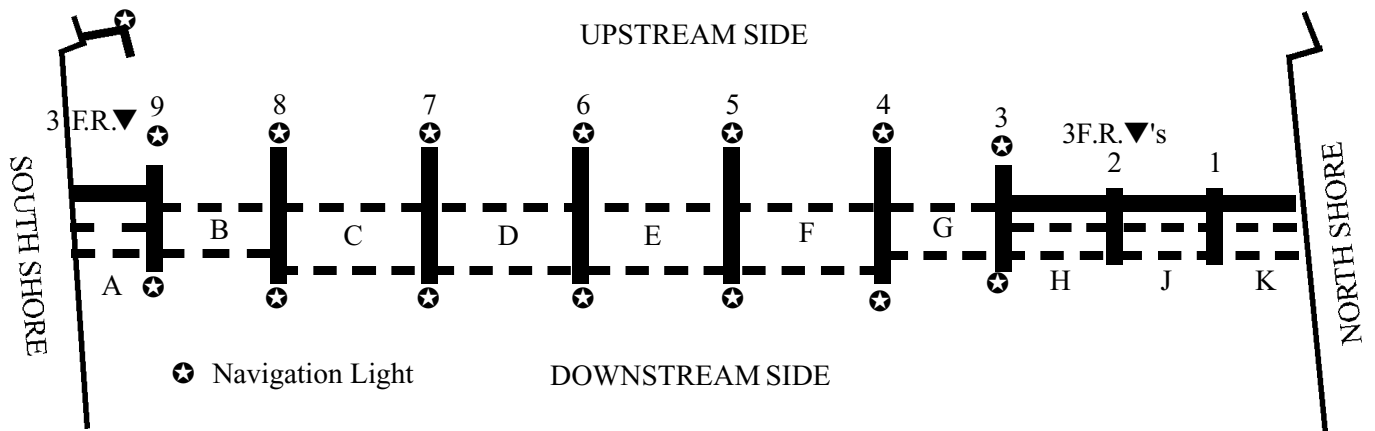 UPSTREAM SIDE
3 F.R.▼ 9 8 7 6 5 4 3 3F.R.▼'s
2 1
SOUTH SHORE
NORTH SHORE
B C D E F G
A H J K
Navigation Light
DOWNSTREAM SIDE